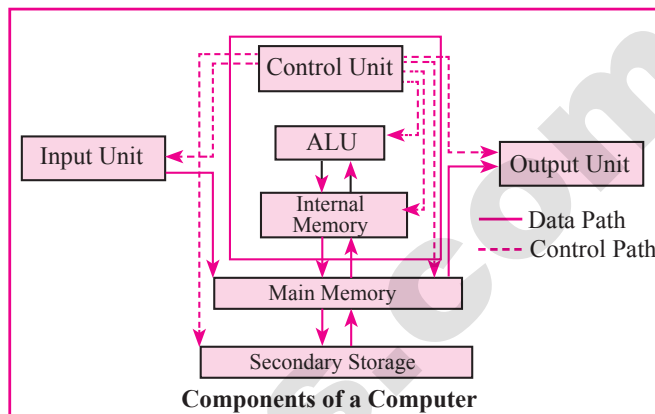 Control Unit
ALU
Input Unit
Output Unit
Internal
Memory
Data Path
Control Path
Main Memory
Secondary Storage
Components of a Computer